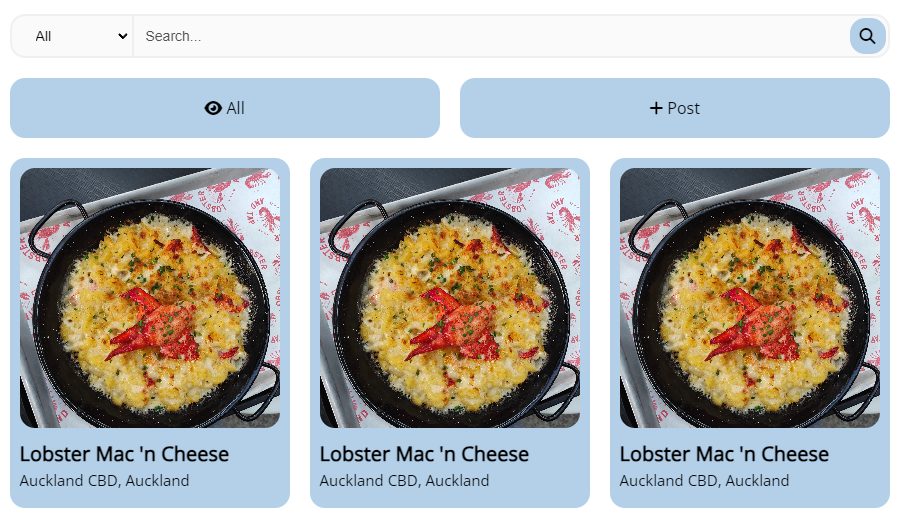 All Search...
All
Post
Lobster Mac 'n Cheese
Auckland CBD, Auckland
Lobster Mac 'n Cheese
Auckland CBD, Auckland
Lobster Mac 'n Cheese
Auckland CBD, Auckland